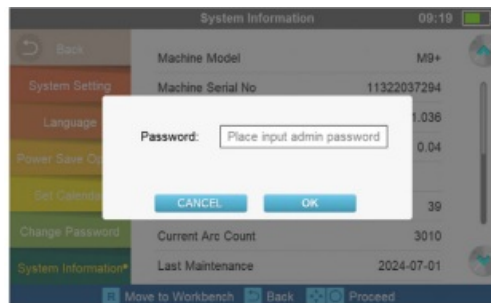 System Information 09:19
Back
Machine Model M9+
System Setting
Machine Serial No 11322037294
Language
1.036
Password: Place input admin password
Power Save
0.04
Set Calendar
CANCEL OK
39
Change Password
Current Arc Count 3010
System Information*
Last Maintenance 2024-07-01
R Move to Workbench Back Proceed